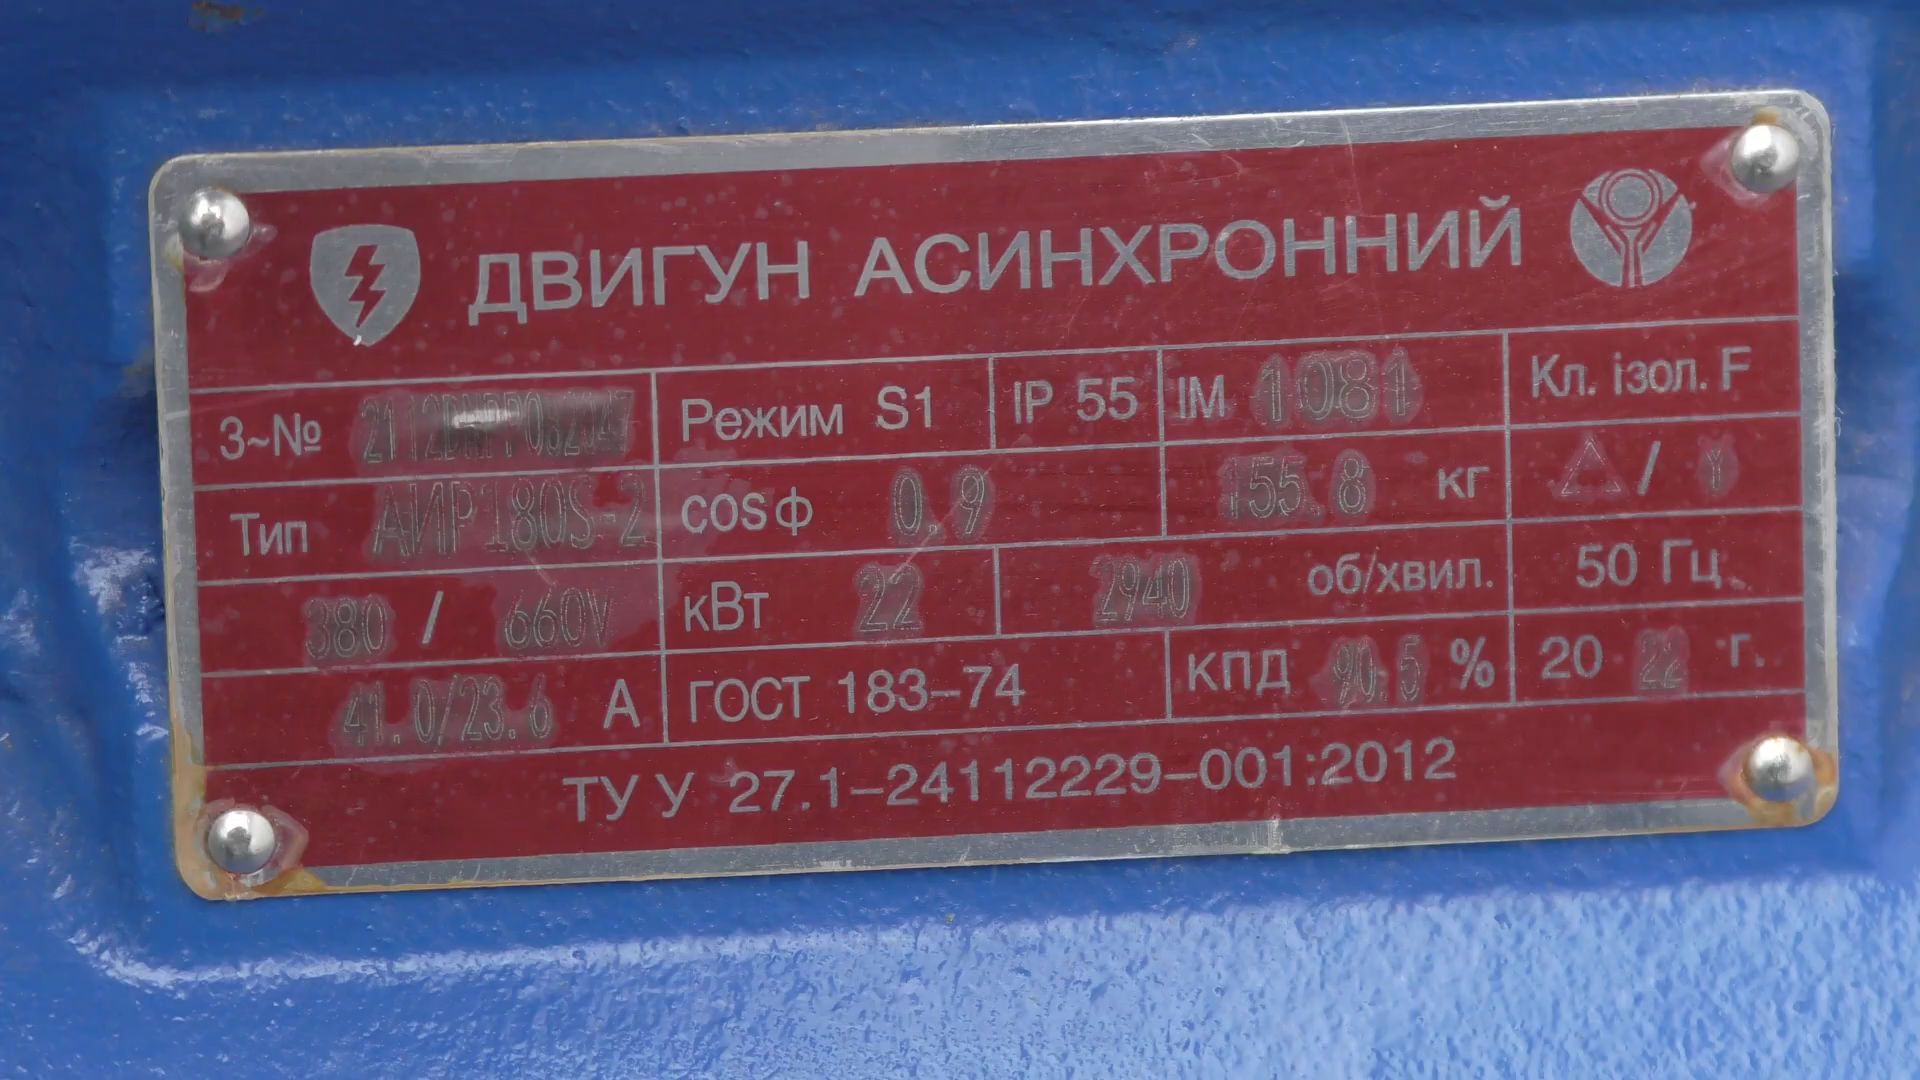 ДВИГУН АСИНХРОННИЙ
3~№ Режим S1 IP 55 IM 1081 Кл. ізол. F
Тип АИР180S-2 cosφ 0.9 155.8 кг △/Y
380 / 660V кВт 22 2940 об/хвил. 50 Гц
41.0/23.6 А ГОСТ 183-74 КПД 90.5 % 20 22 г.
ТУ У 27.1-24112229-001:2012